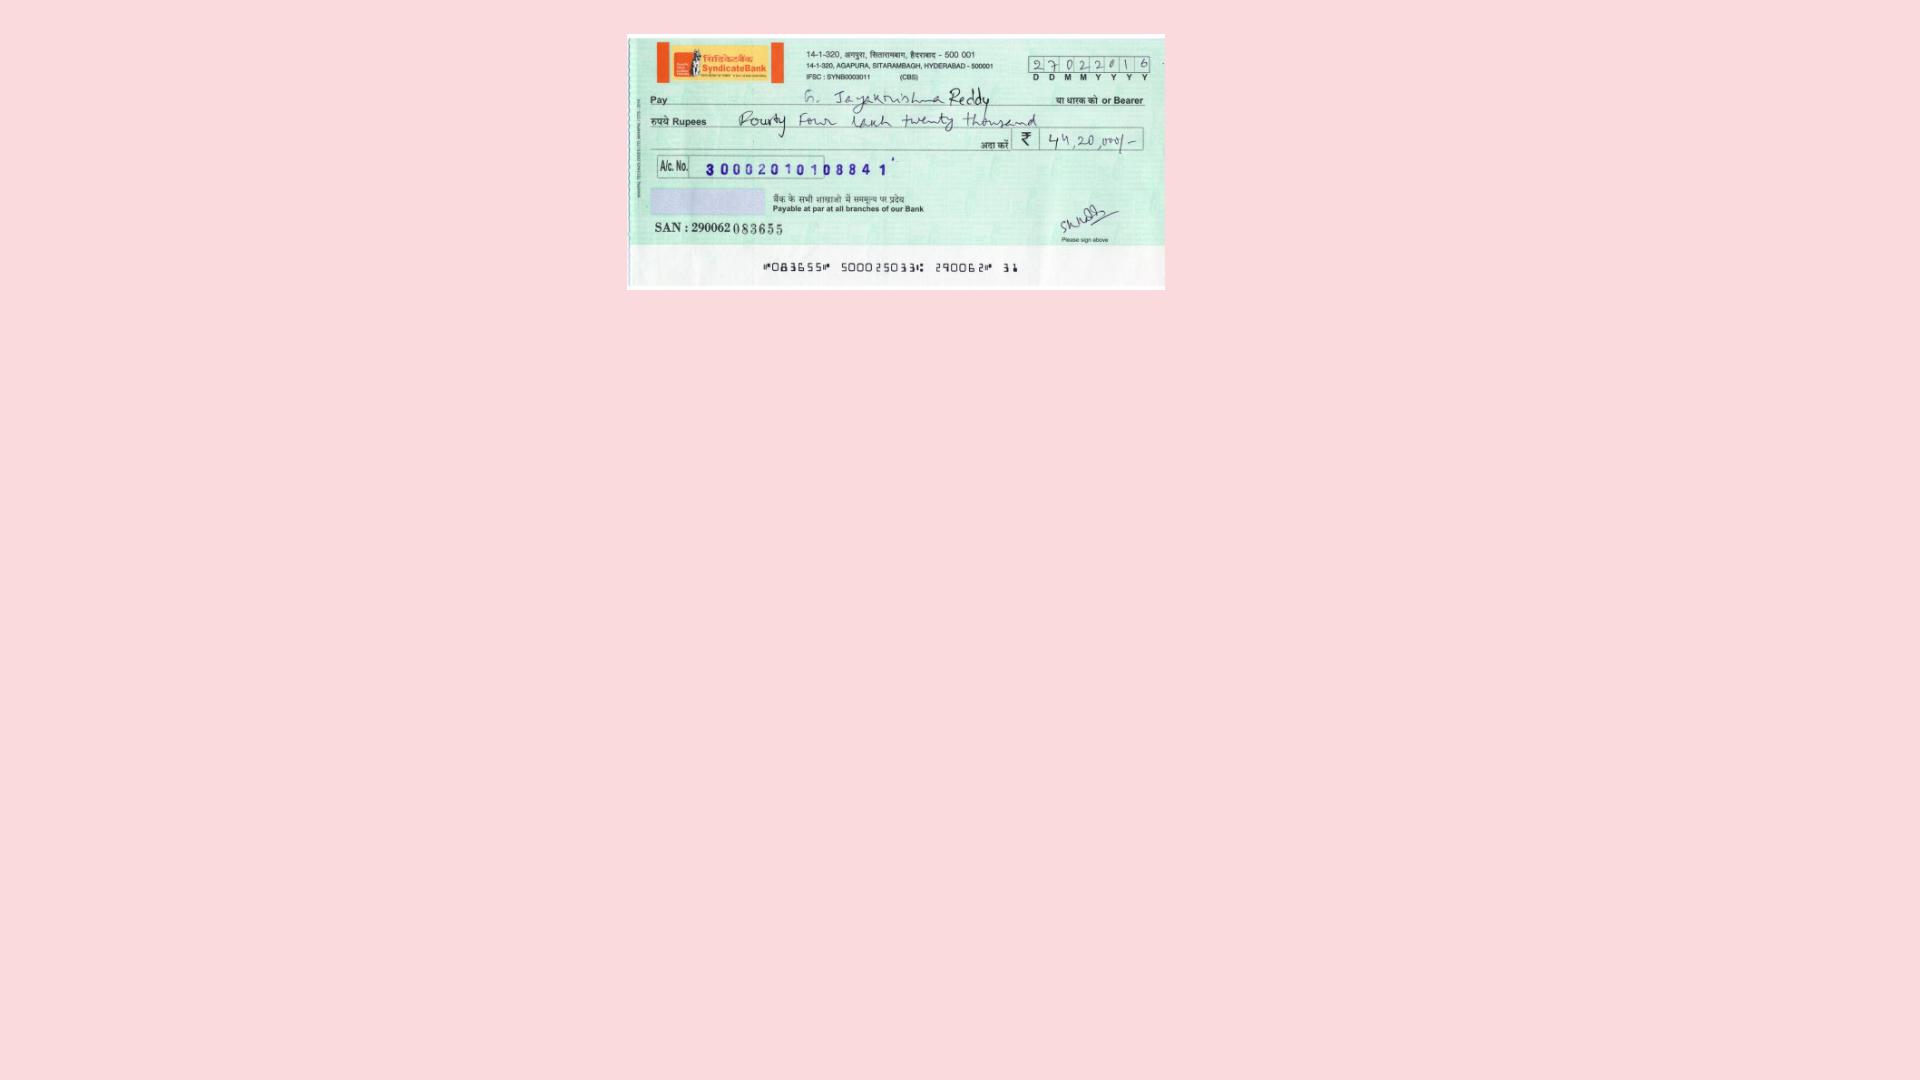 सिंडिकेटबैंक
SyndicateBank
14-1-320, अगपुरा, सितारामबाग, हैदराबाद - 500 001
14-1-320, AGAPURA, SITARAMBAGH, HYDERABAD - 500001
IFSC : SYNB0003011 (CBS)
2 7 0 2 2 0 1 6
D D M M Y Y Y Y
Pay G. Jayakrishna Reddy या धारक को or Bearer
रुपये Rupees Fourty Four lakh twenty thousand
अदा करें ₹ 44,20,000/-
A/c. No. 30002010108841
बैंक के सभी शाखाओ में सममूल्य पर प्रदेय
Payable at par at all branches of our Bank
SAN : 290062 083655
Please sign above
⑈083655⑈ 500025033⑆ 290062⑈ 31